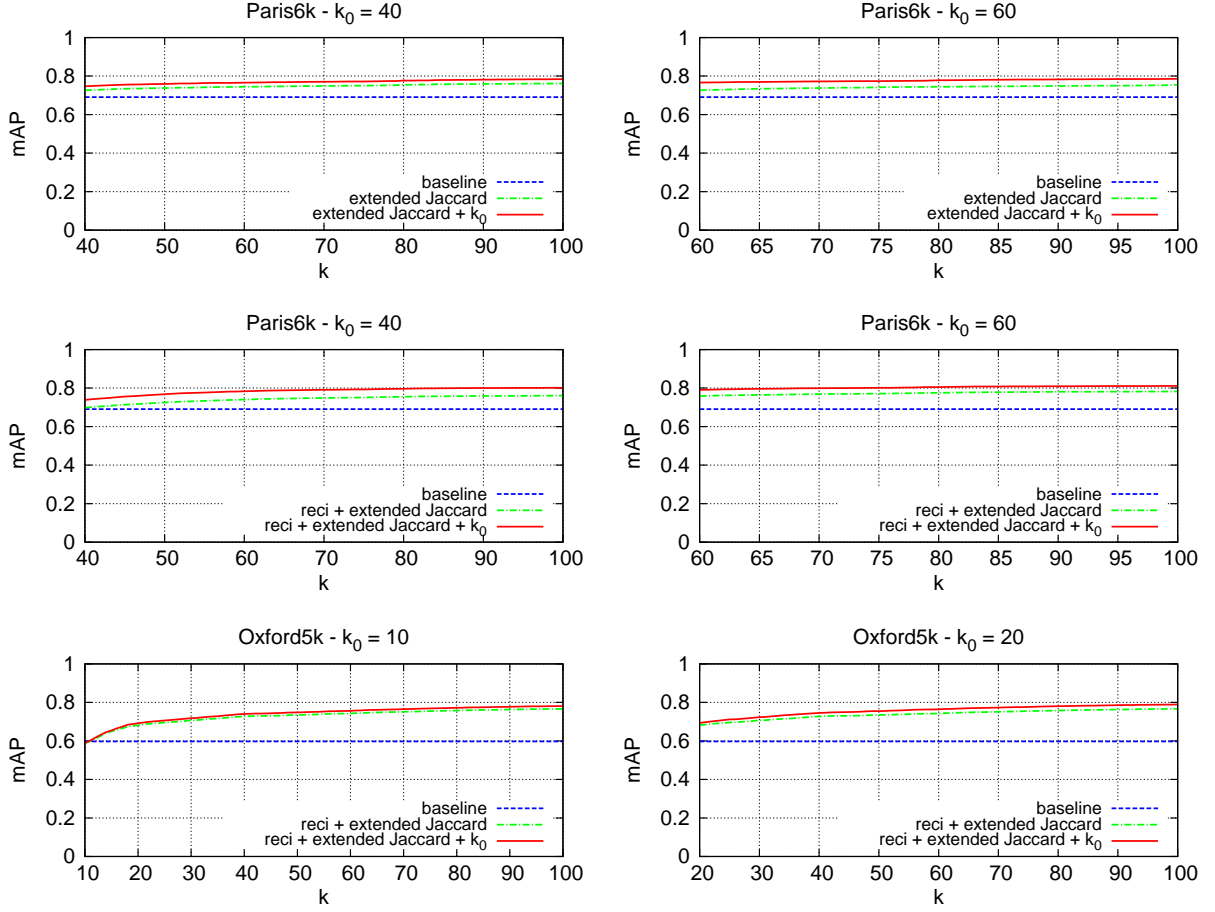 Paris6k - k₀ = 40
1
0.8
0.6
0.4
0.2
0
mAP
baseline
extended Jaccard
extended Jaccard + k₀
40 50 60 70 80 90 100
k
Paris6k - k₀ = 60
1
0.8
0.6
0.4
0.2
0
mAP
baseline
extended Jaccard
extended Jaccard + k₀
60 65 70 75 80 85 90 95 100
k
Paris6k - k₀ = 40
1
0.8
0.6
0.4
0.2
0
mAP
baseline
reci + extended Jaccard
reci + extended Jaccard + k₀
40 50 60 70 80 90 100
k
Paris6k - k₀ = 60
1
0.8
0.6
0.4
0.2
0
mAP
baseline
reci + extended Jaccard
reci + extended Jaccard + k₀
60 65 70 75 80 85 90 95 100
k
Oxford5k - k₀ = 10
1
0.8
0.6
0.4
0.2
0
mAP
baseline
reci + extended Jaccard
reci + extended Jaccard + k₀
10 20 30 40 50 60 70 80 90 100
k
Oxford5k - k₀ = 20
1
0.8
0.6
0.4
0.2
0
mAP
baseline
reci + extended Jaccard
reci + extended Jaccard + k₀
20 30 40 50 60 70 80 90 100
k